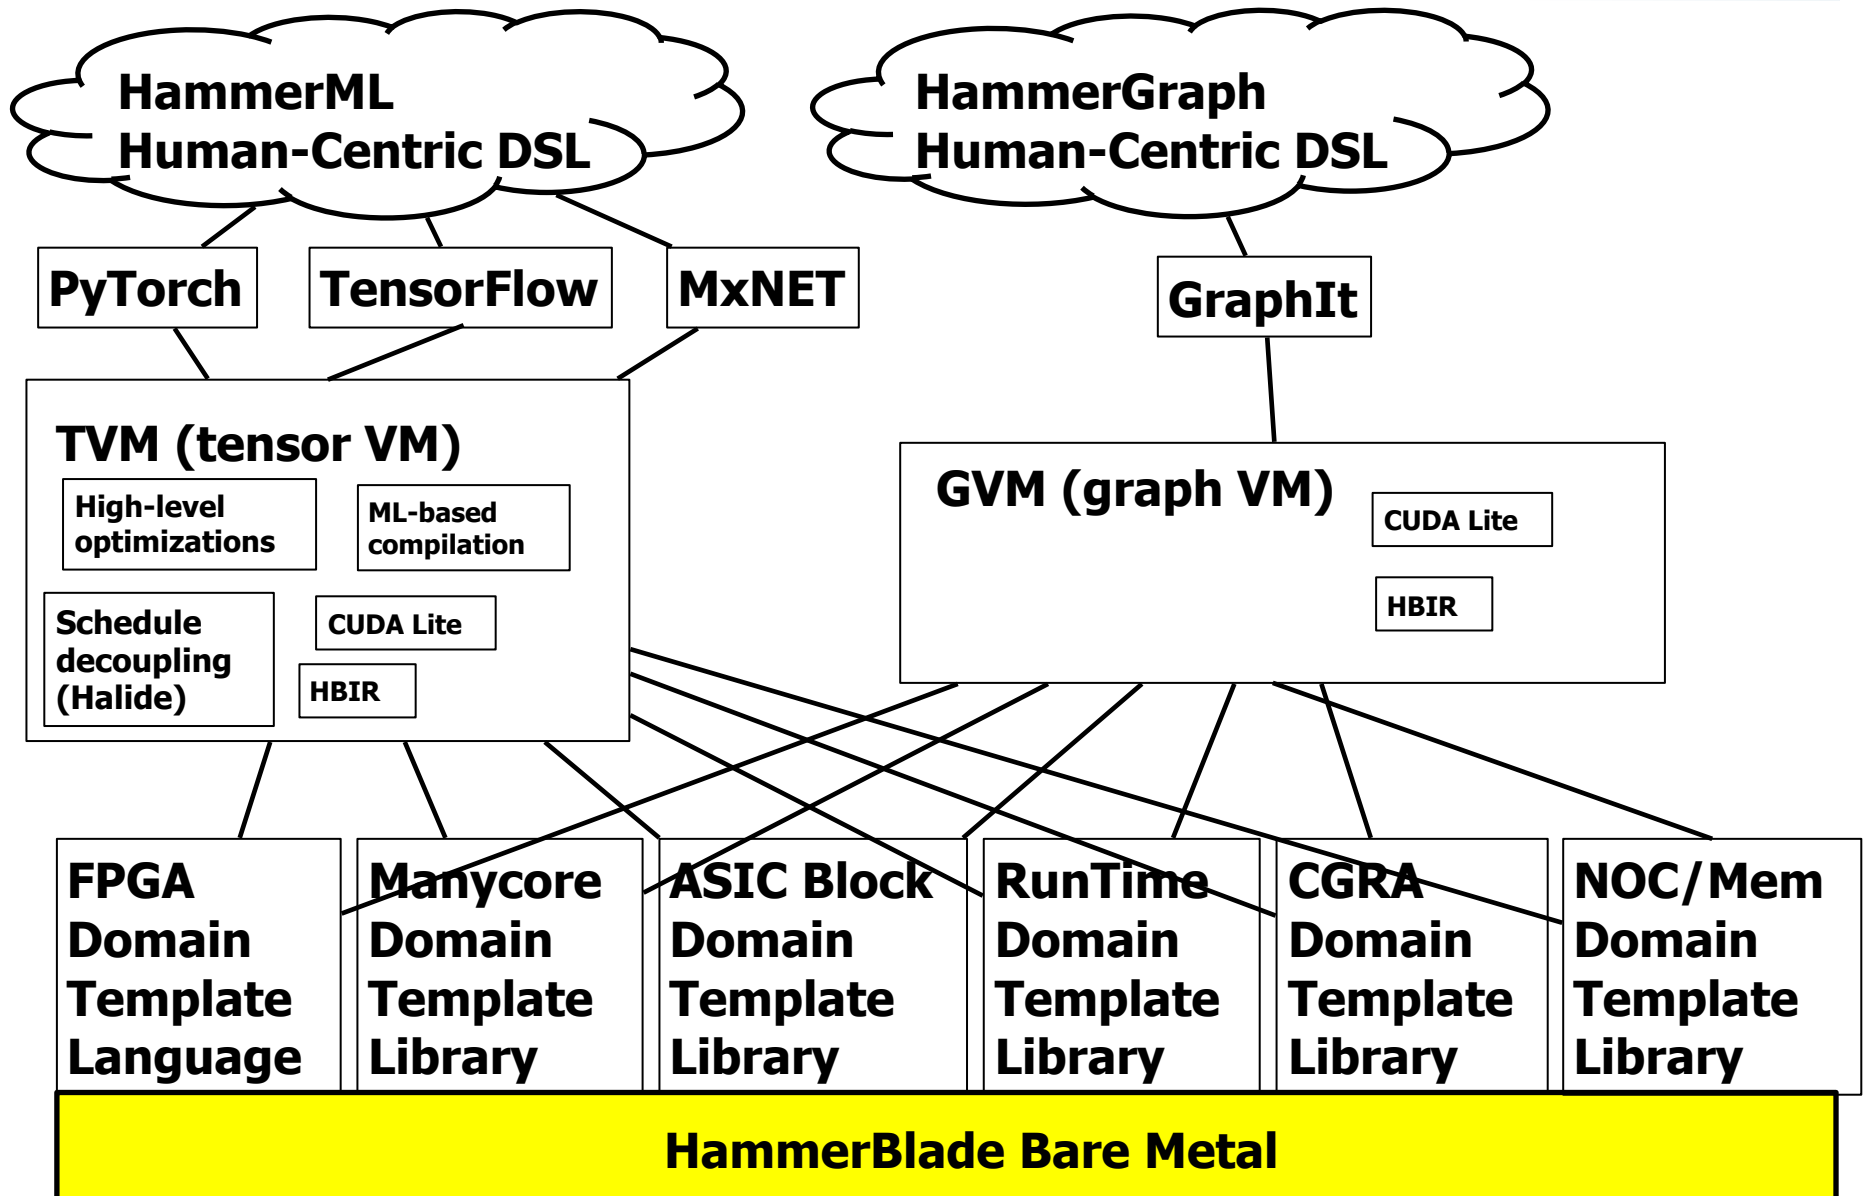 HammerML
Human-Centric DSL
HammerGraph
Human-Centric DSL
PyTorch
TensorFlow
MxNET
GraphIt
TVM (tensor VM)
High-level
optimizations
ML-based
compilation
Schedule
decoupling
(Halide)
CUDA Lite
HBIR
GVM (graph VM)
CUDA Lite
HBIR
FPGA
Domain
Template
Language
Manycore
Domain
Template
Library
ASIC Block
Domain
Template
Library
RunTime
Domain
Template
Library
CGRA
Domain
Template
Library
NOC/Mem
Domain
Template
Library
HammerBlade Bare Metal